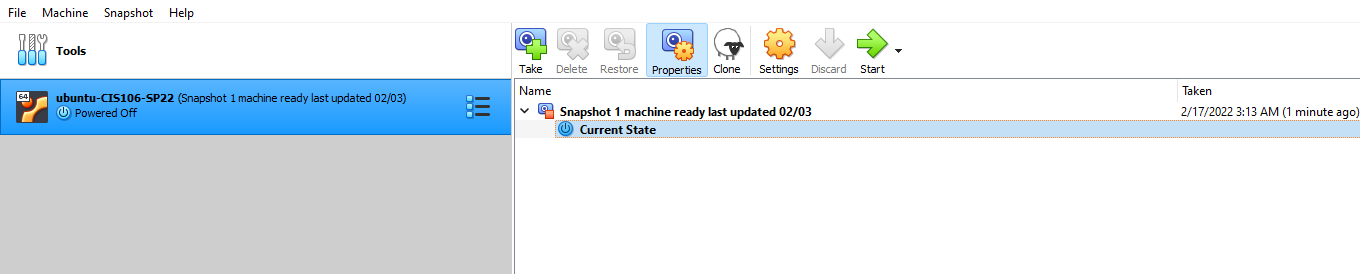 File Machine Snapshot Help
Tools
Take Delete Restore Properties Clone Settings Discard Start
64 ubuntu-CIS106-SP22 (Snapshot 1 machine ready last updated 02/03)
Powered Off
Name Taken
Snapshot 1 machine ready last updated 02/03 2/17/2022 3:13 AM (1 minute ago)
Current State